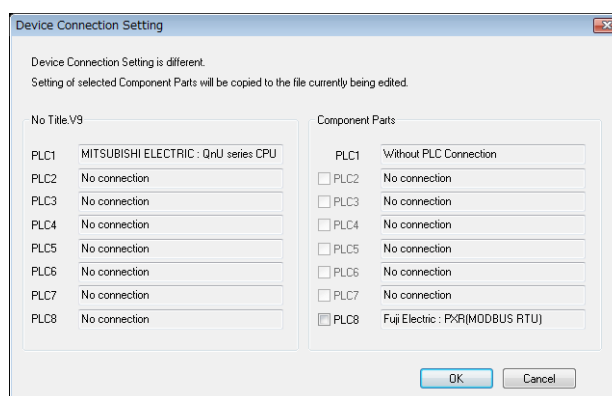 Device Connection Setting
Device Connection Setting is different.
Setting of selected Component Parts will be copied to the file currently being edited.
No Title.V9
PLC1 MITSUBISHI ELECTRIC : QnU series CPU
PLC2 No connection
PLC3 No connection
PLC4 No connection
PLC5 No connection
PLC6 No connection
PLC7 No connection
PLC8 No connection
Component Parts
PLC1 Without PLC Connection
PLC2 No connection
PLC3 No connection
PLC4 No connection
PLC5 No connection
PLC6 No connection
PLC7 No connection
PLC8 Fuji Electric : PXR(MODBUS RTU)
OK Cancel